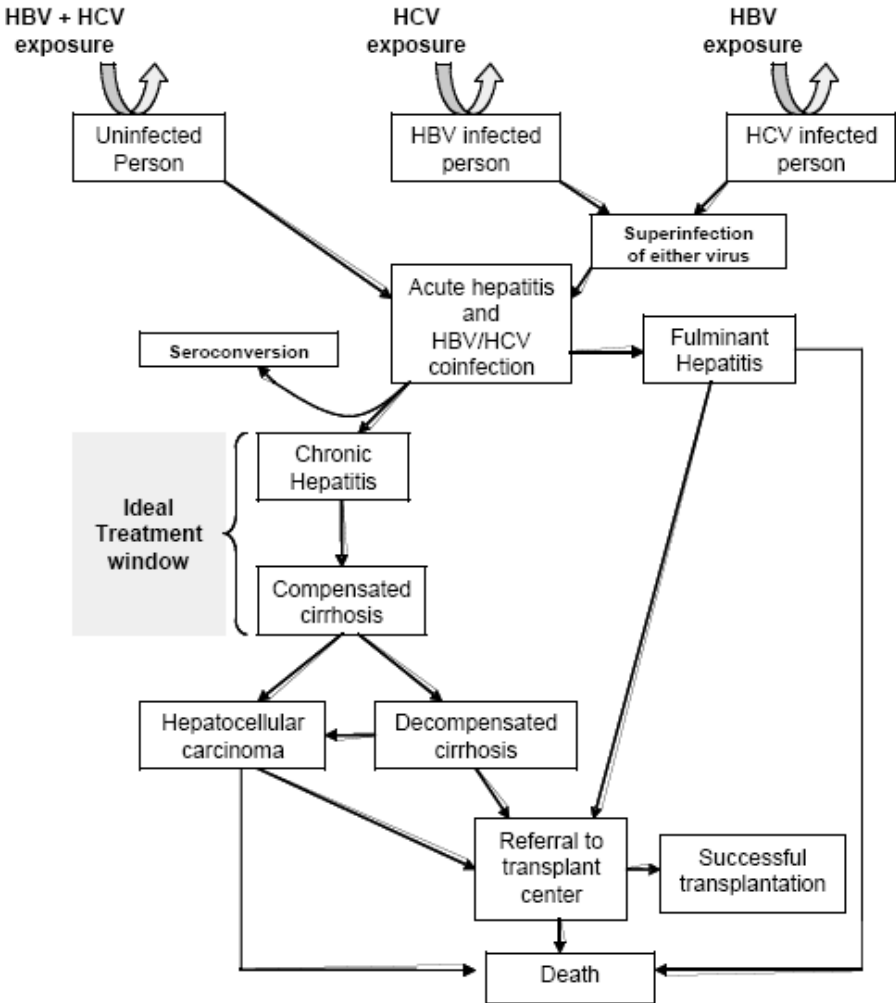 HBV + HCV
exposure
HCV
exposure
HBV
exposure
Uninfected
Person
HBV infected
person
HCV infected
person
Superinfection
of either virus
Acute hepatitis
and
HBV/HCV
coinfection
Fulminant
Hepatitis
Seroconversion
Chronic
Hepatitis
Ideal
Treatment
window
Compensated
cirrhosis
Hepatocellular
carcinoma
Decompensated
cirrhosis
Referral to
transplant
center
Successful
transplantation
Death